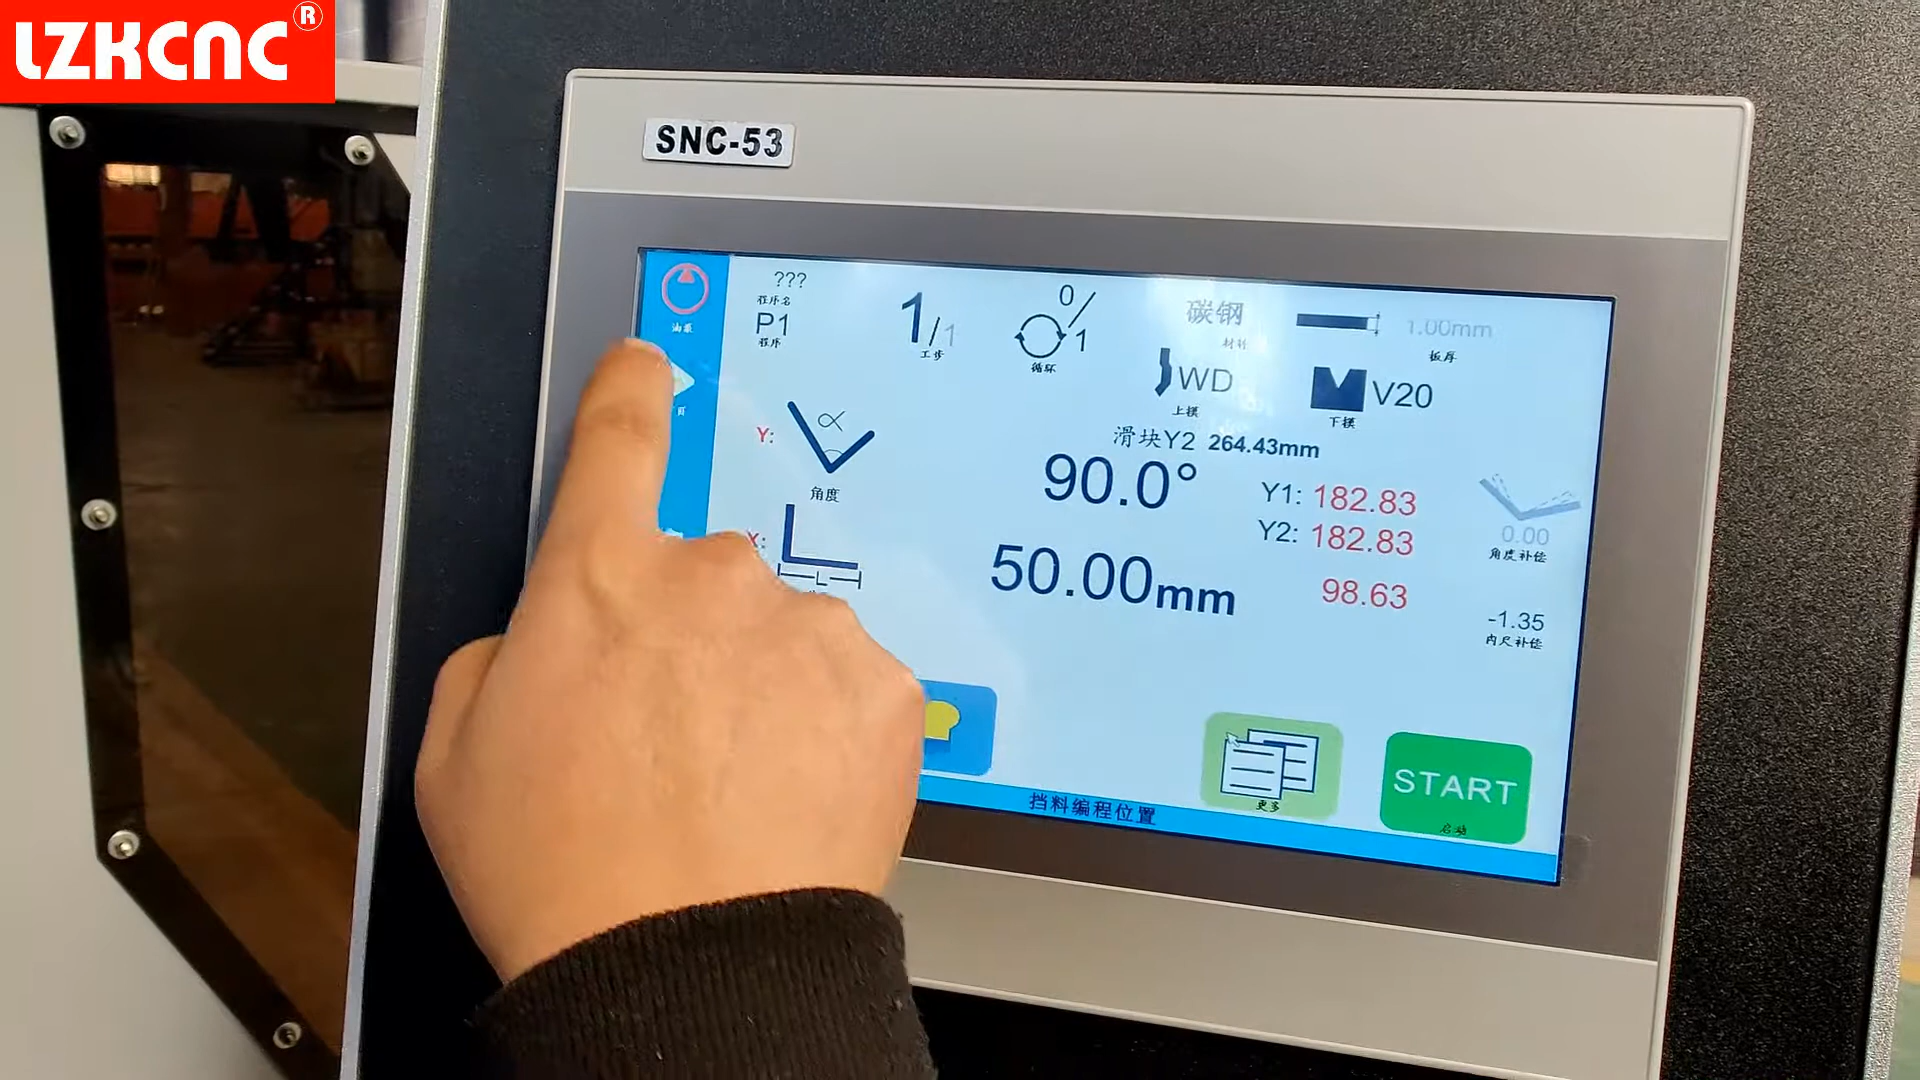 LZKCNC®
SNC-53
???
程序名
P1
程序
油泵
1/1
工步
0/1
循环
碳钢
材料
1.00mm
板厚
WD
上模
V20
下模
滑块Y2 264.43mm
Y:
α
角度
90.0°
Y1: 182.83
Y2: 182.83
0.00
角度补偿
X:
L
50.00mm
98.63
-1.35
内尺补偿
更多
START
启动
挡料编程位置